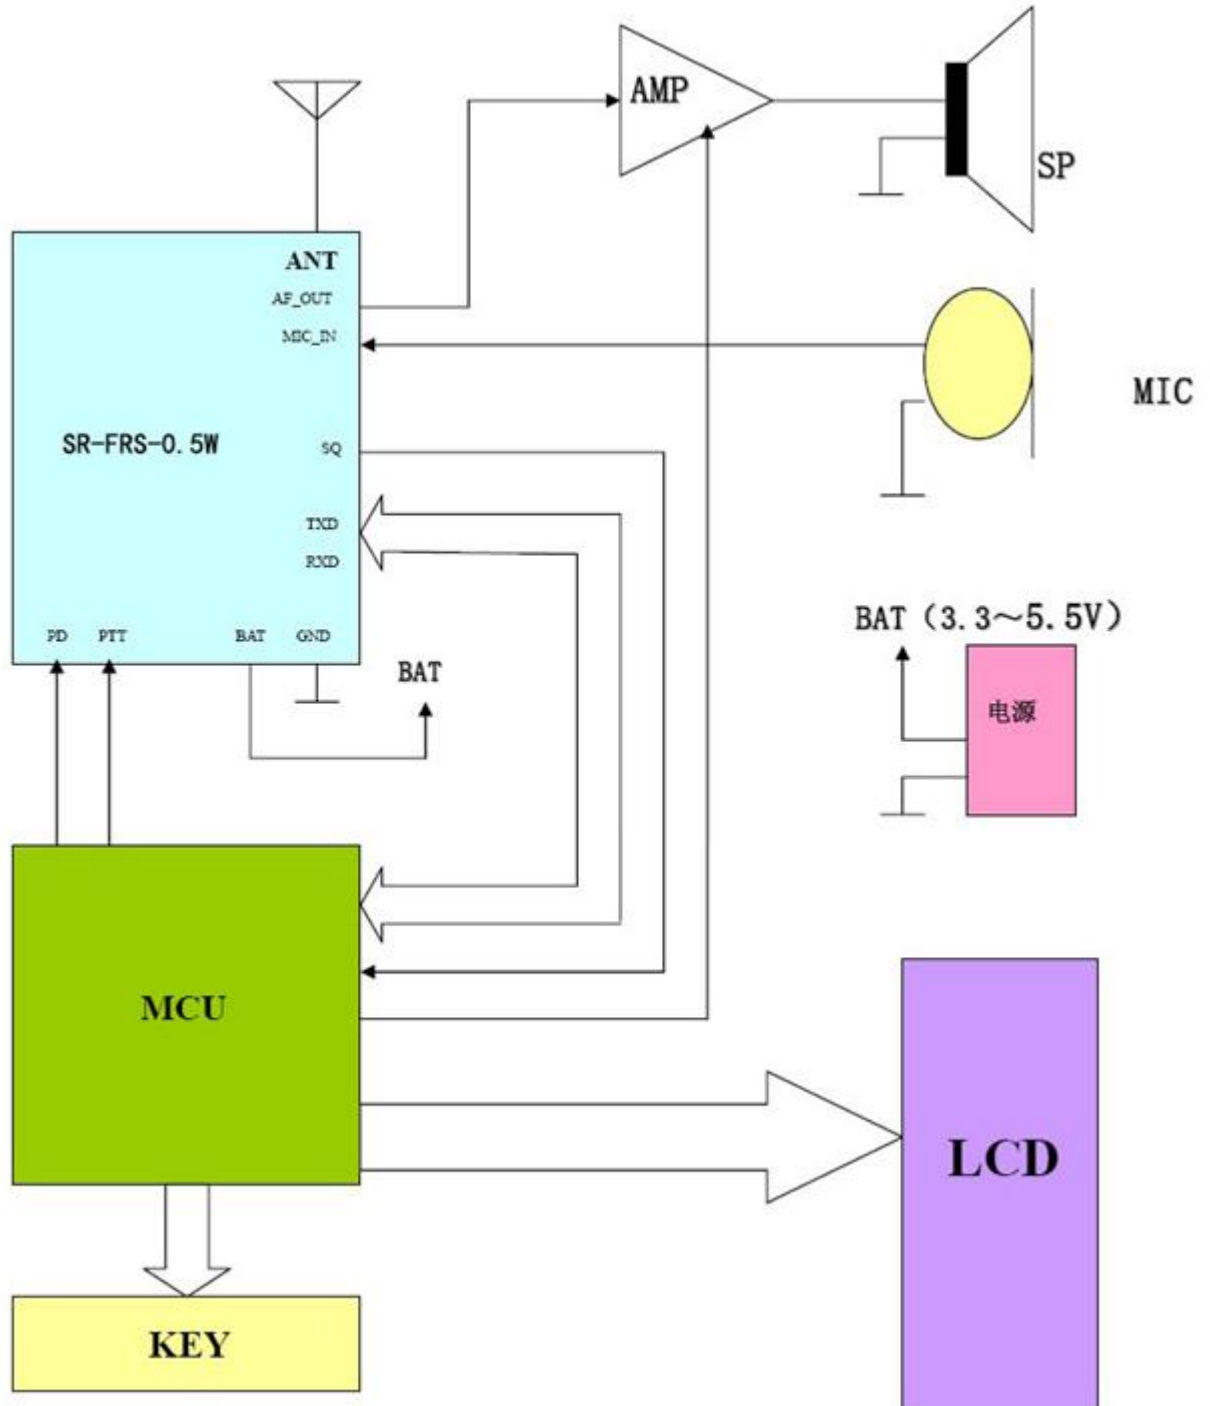 AMP
SP
ANT
AF_OUT
MIC_IN
MIC
SR-FRS-0.5W
SQ
TXD
RXD
BAT（3.3～5.5V）
PD PTT BAT GND
BAT
电源
MCU
LCD
KEY